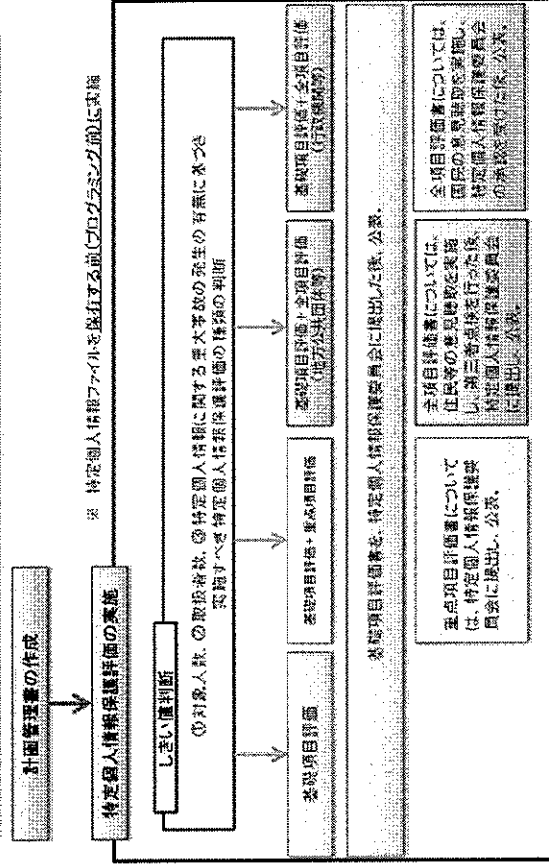 計画管理書の作成
特定個人情報保護評価の実施
※ 特定個人情報ファイルを保有する前(プログラミング前)に実施
しきい値判断
①対象人数、②取扱者数、③特定個人情報に関する重大事故の発生の有無に基づき
実施すべき特定個人情報保護評価の種類の判断
基礎項目評価
基礎項目評価+重点項目評価
基礎項目評価+全項目評価
(地方公共団体等)
基礎項目評価+全項目評価
(行政機関等)
基礎項目評価書を、特定個人情報保護委員会に提出した後、公表。
重点項目評価書について
は、特定個人情報保護委
員会に提出し、公表。
全項目評価書については、
住民等の意見聴取を実施
し、第三者点検を行った後、
特定個人情報保護委員会
に提出し、公表。
全項目評価書については、
国民の意見聴取を実施し、
特定個人情報保護委員会
の承認を受けた後、公表。